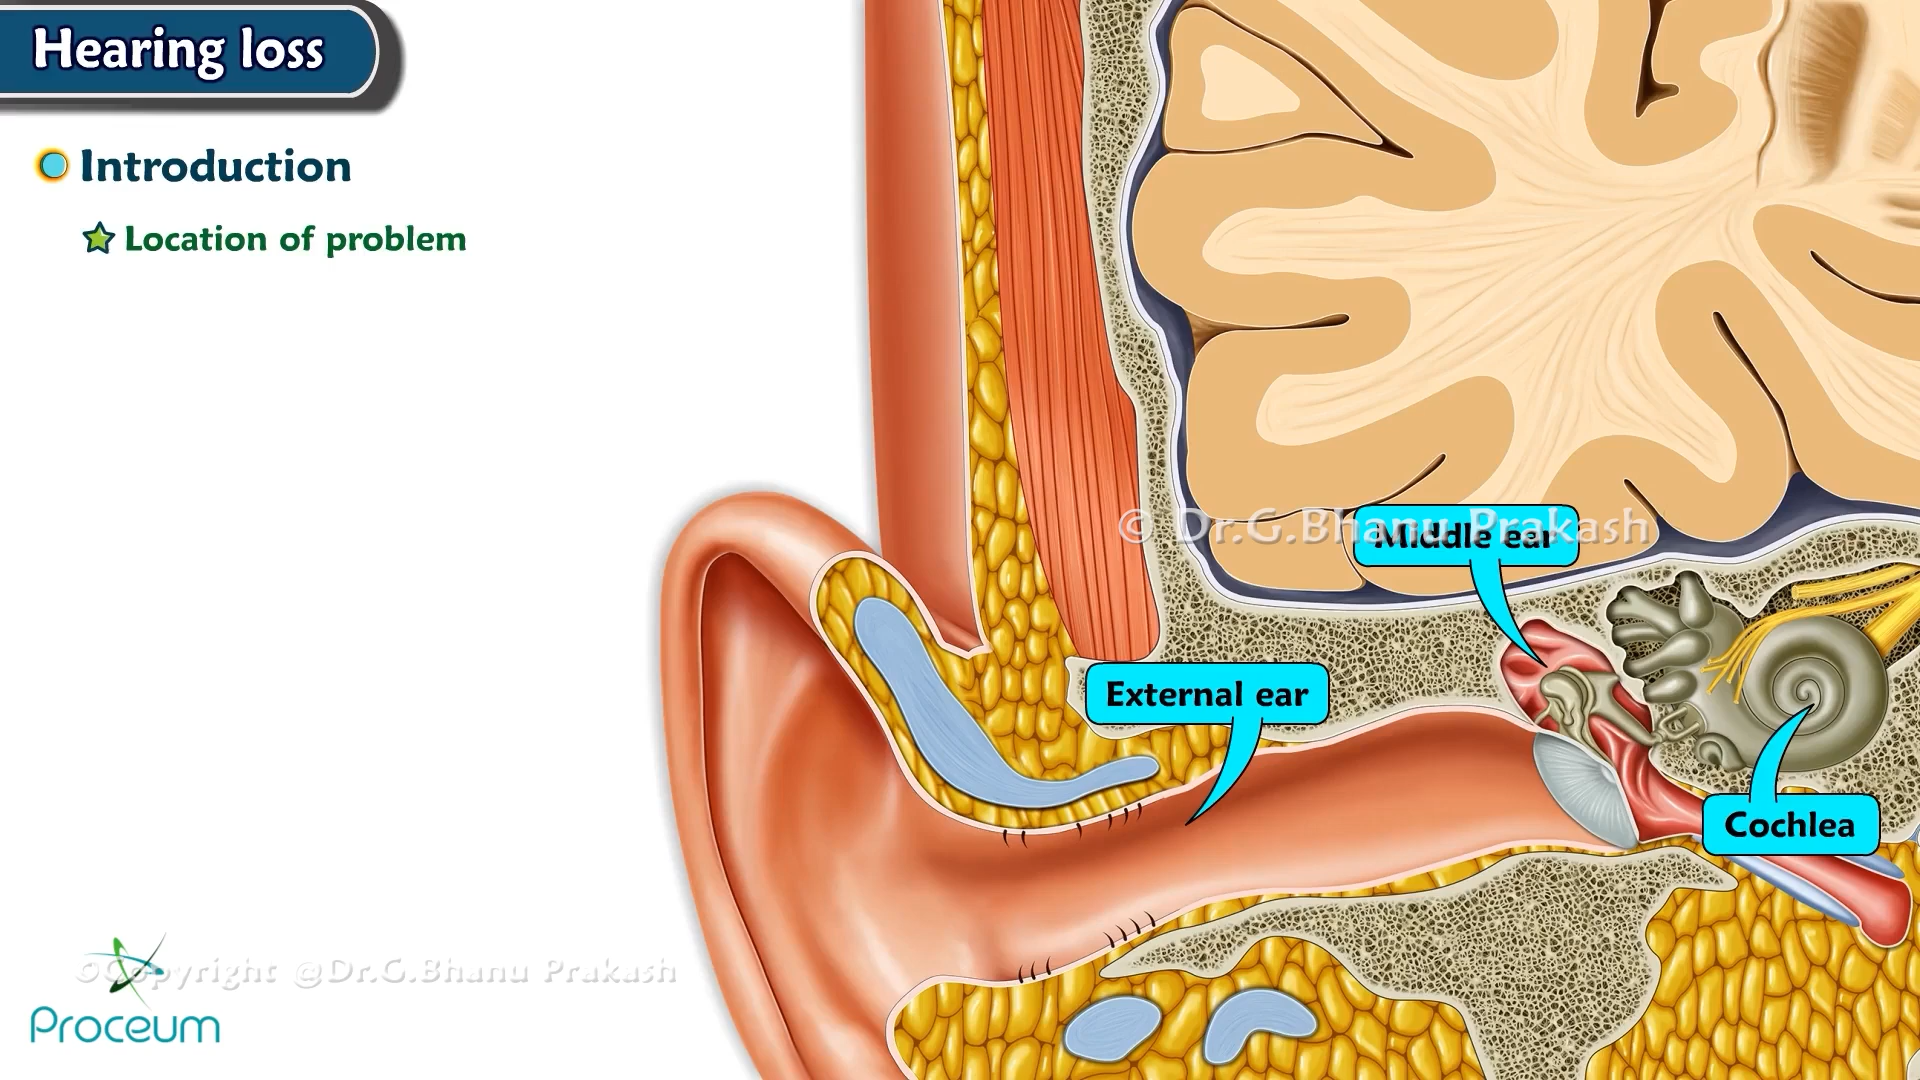 Hearing loss
Introduction
Location of problem
© Dr.G.Bhanu Prakash
Middle ear
External ear
Cochlea
©Copyright @Dr.G.Bhanu Prakash
Proceum